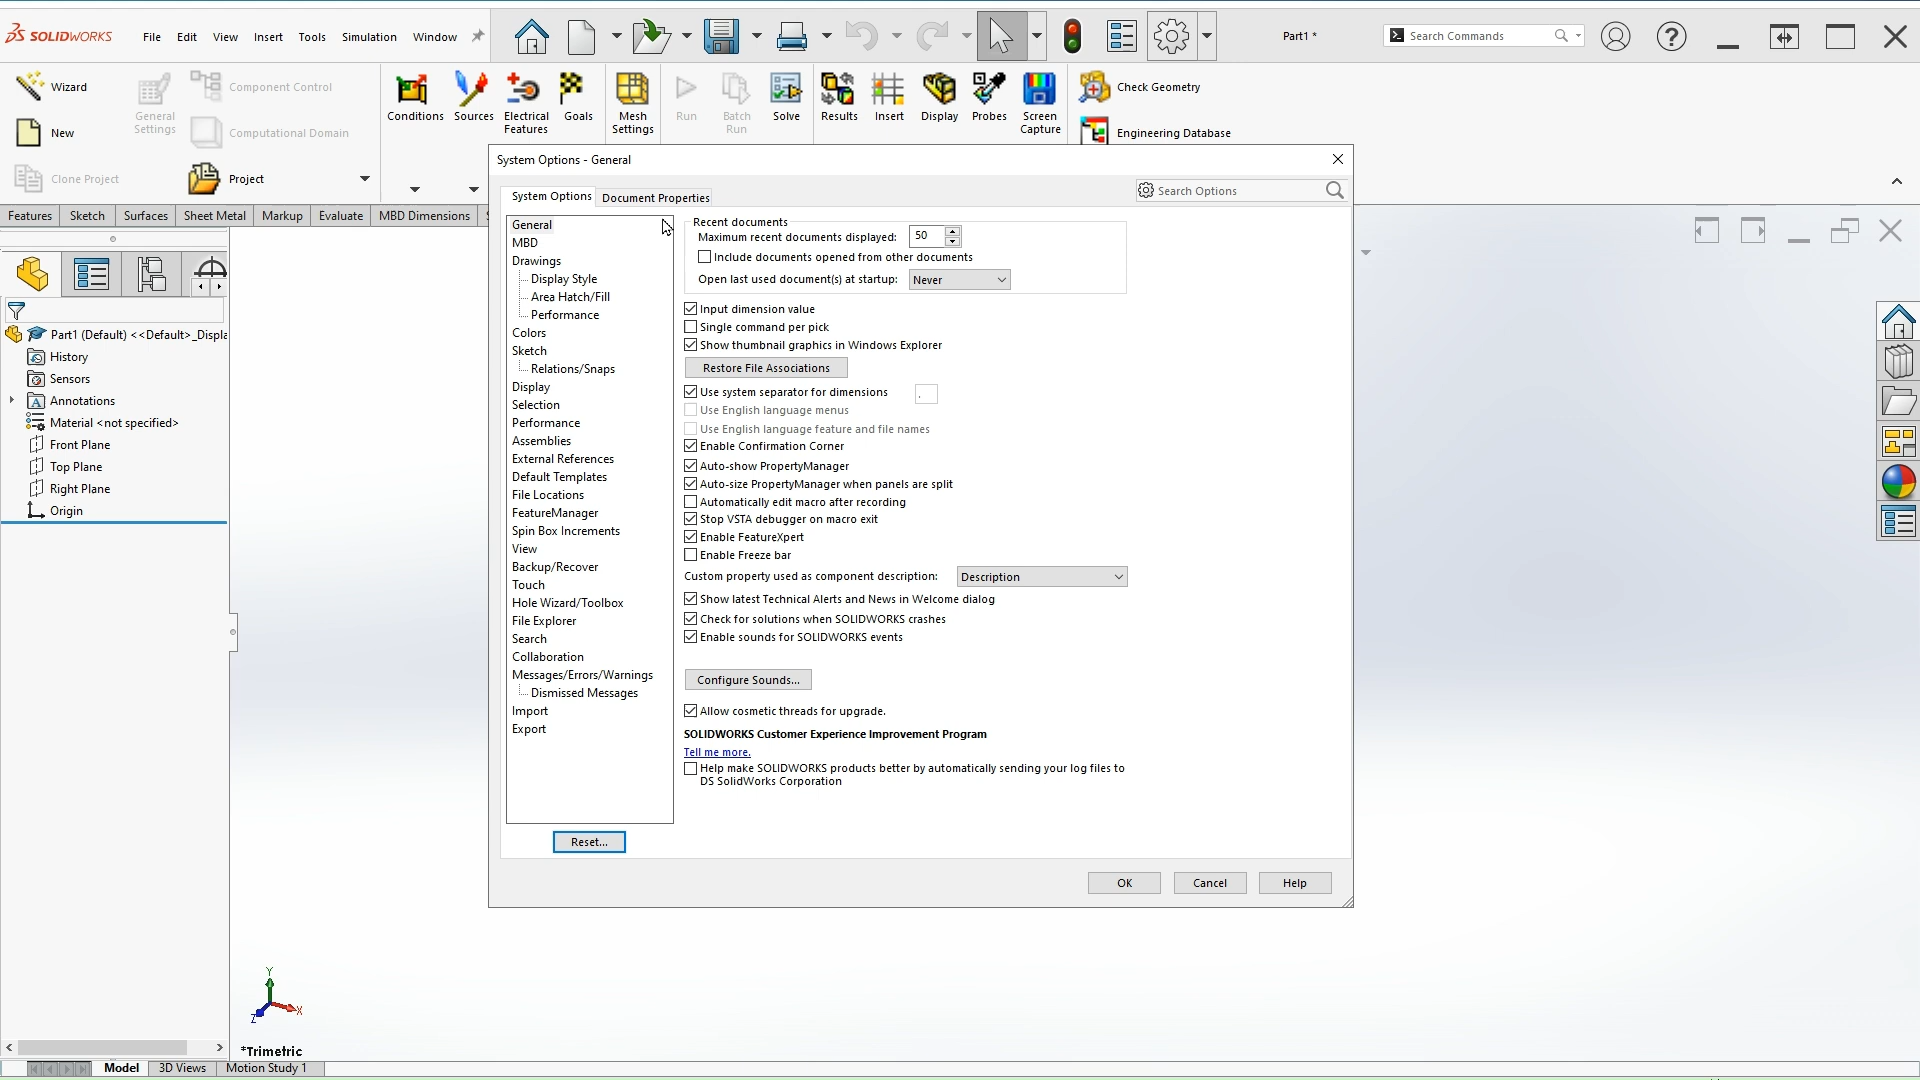 SOLIDWORKS File Edit View Insert Tools Simulation Window Part1 * Search Commands
Wizard
New
Clone Project
General
Settings
Component Control
Computational Domain
Project
Conditions
Sources
Electrical
Features
Goals
Mesh
Settings
Run
Batch
Run
Solve
Results
Insert
Display
Probes
Screen
Capture
Check Geometry
Engineering Database
Features Sketch Surfaces Sheet Metal Markup Evaluate MBD Dimensions
Part1 (Default) <<Default>_Displa
History
Sensors
Annotations
Material <not specified>
Front Plane
Top Plane
Right Plane
Origin
System Options - General
System Options Document Properties
Search Options
General
MBD
Drawings
Display Style
Area Hatch/Fill
Performance
Colors
Sketch
Relations/Snaps
Display
Selection
Performance
Assemblies
External References
Default Templates
File Locations
FeatureManager
Spin Box Increments
View
Backup/Recover
Touch
Hole Wizard/Toolbox
File Explorer
Search
Collaboration
Messages/Errors/Warnings
Dismissed Messages
Import
Export
Reset...
Recent documents
Maximum recent documents displayed: 50
Include documents opened from other documents
Open last used document(s) at startup: Never
Input dimension value
Single command per pick
Show thumbnail graphics in Windows Explorer
Restore File Associations
Use system separator for dimensions .
Use English language menus
Use English language feature and file names
Enable Confirmation Corner
Auto-show PropertyManager
Auto-size PropertyManager when panels are split
Automatically edit macro after recording
Stop VSTA debugger on macro exit
Enable FeatureXpert
Enable Freeze bar
Custom property used as component description: Description
Show latest Technical Alerts and News in Welcome dialog
Check for solutions when SOLIDWORKS crashes
Enable sounds for SOLIDWORKS events
Configure Sounds...
Allow cosmetic threads for upgrade.
SOLIDWORKS Customer Experience Improvement Program
Tell me more.
Help make SOLIDWORKS products better by automatically sending your log files to
DS SolidWorks Corporation
OK Cancel Help
Y
X
Z
*Trimetric
Model 3D Views Motion Study 1